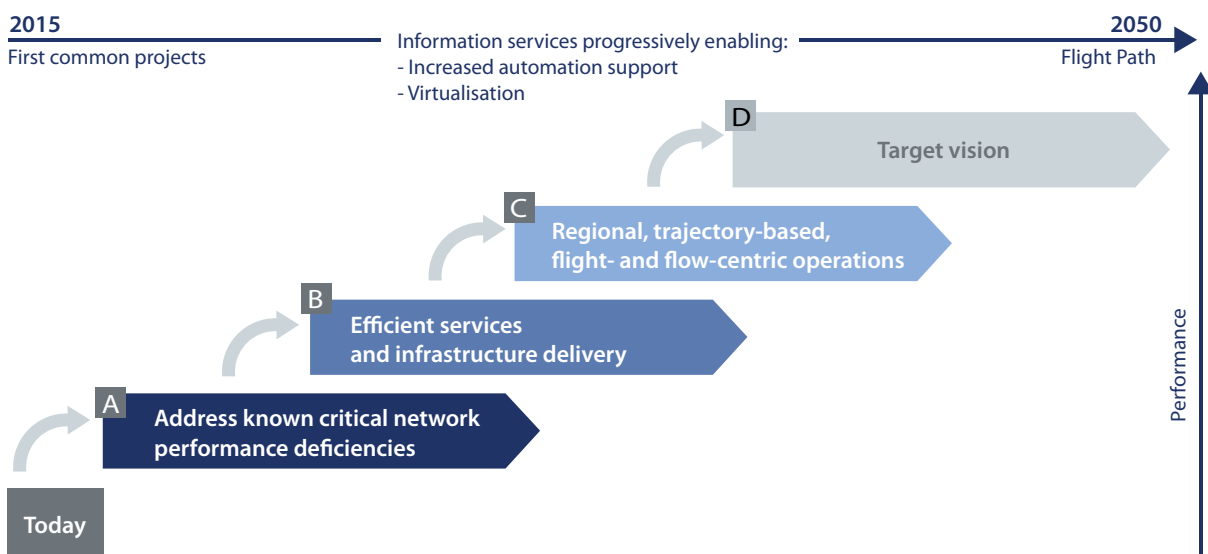 2015
First common projects
Information services progressively enabling:
- Increased automation support
- Virtualisation
2050
Flight Path
D
Target vision
C
Regional, trajectory-based,
flight- and flow-centric operations
B
Efficient services
and infrastructure delivery
A
Address known critical network
performance deficiencies
Today
Performance